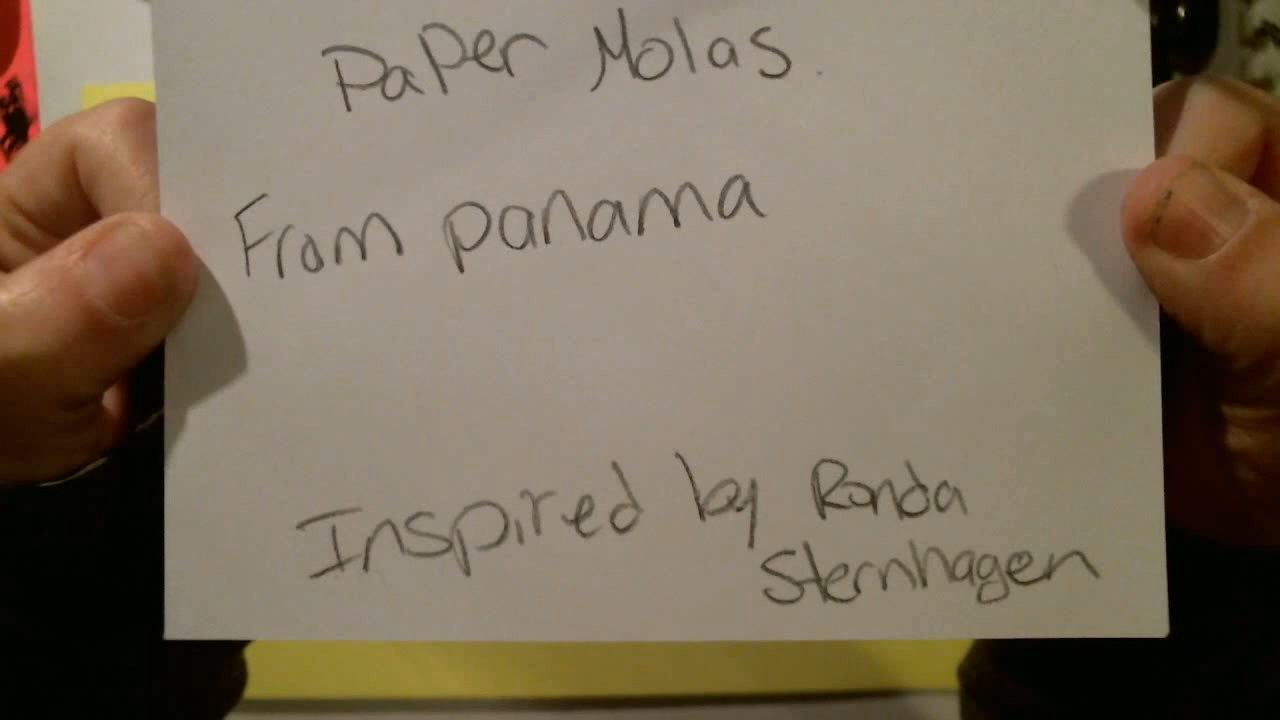 Paper Molas.
From panama
Inspired by Ronda
Sternhagen